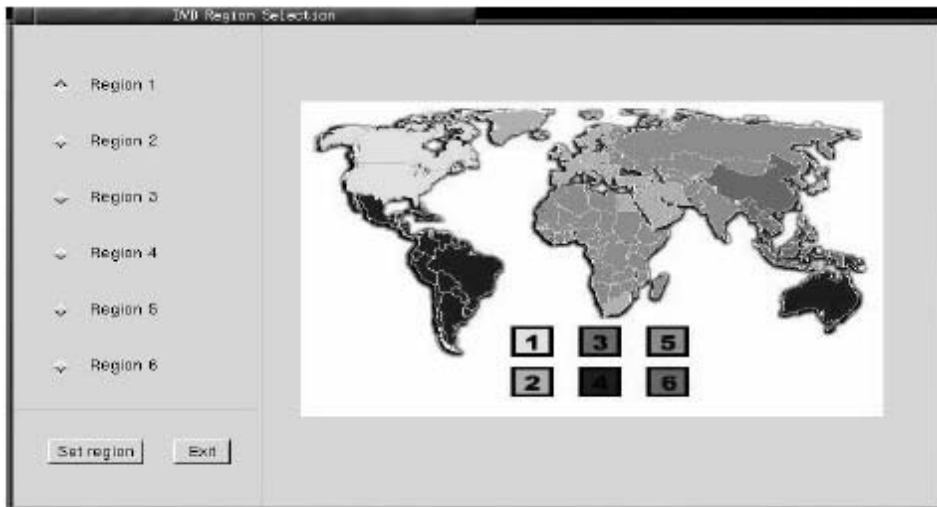 DVD Region Selection
Region 1
Region 2
Region 3
Region 4
Region 5
Region 6
1 3 5
2 4 6
Set region Exit